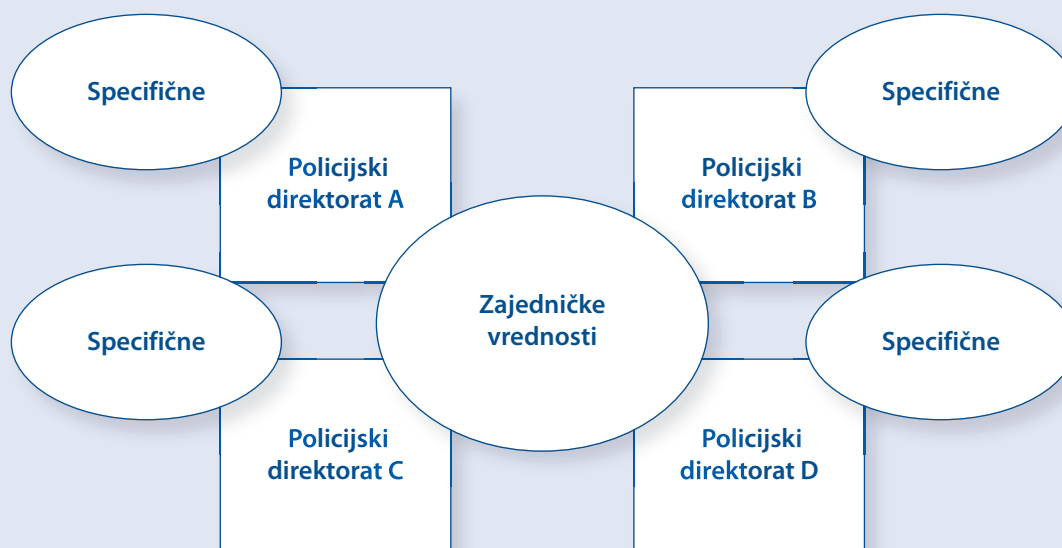 Specifične
Specifične
Policijski
direktorat A
Policijski
direktorat B
Zajedničke
vrednosti
Specifične
Specifične
Policijski
direktorat C
Policijski
direktorat D